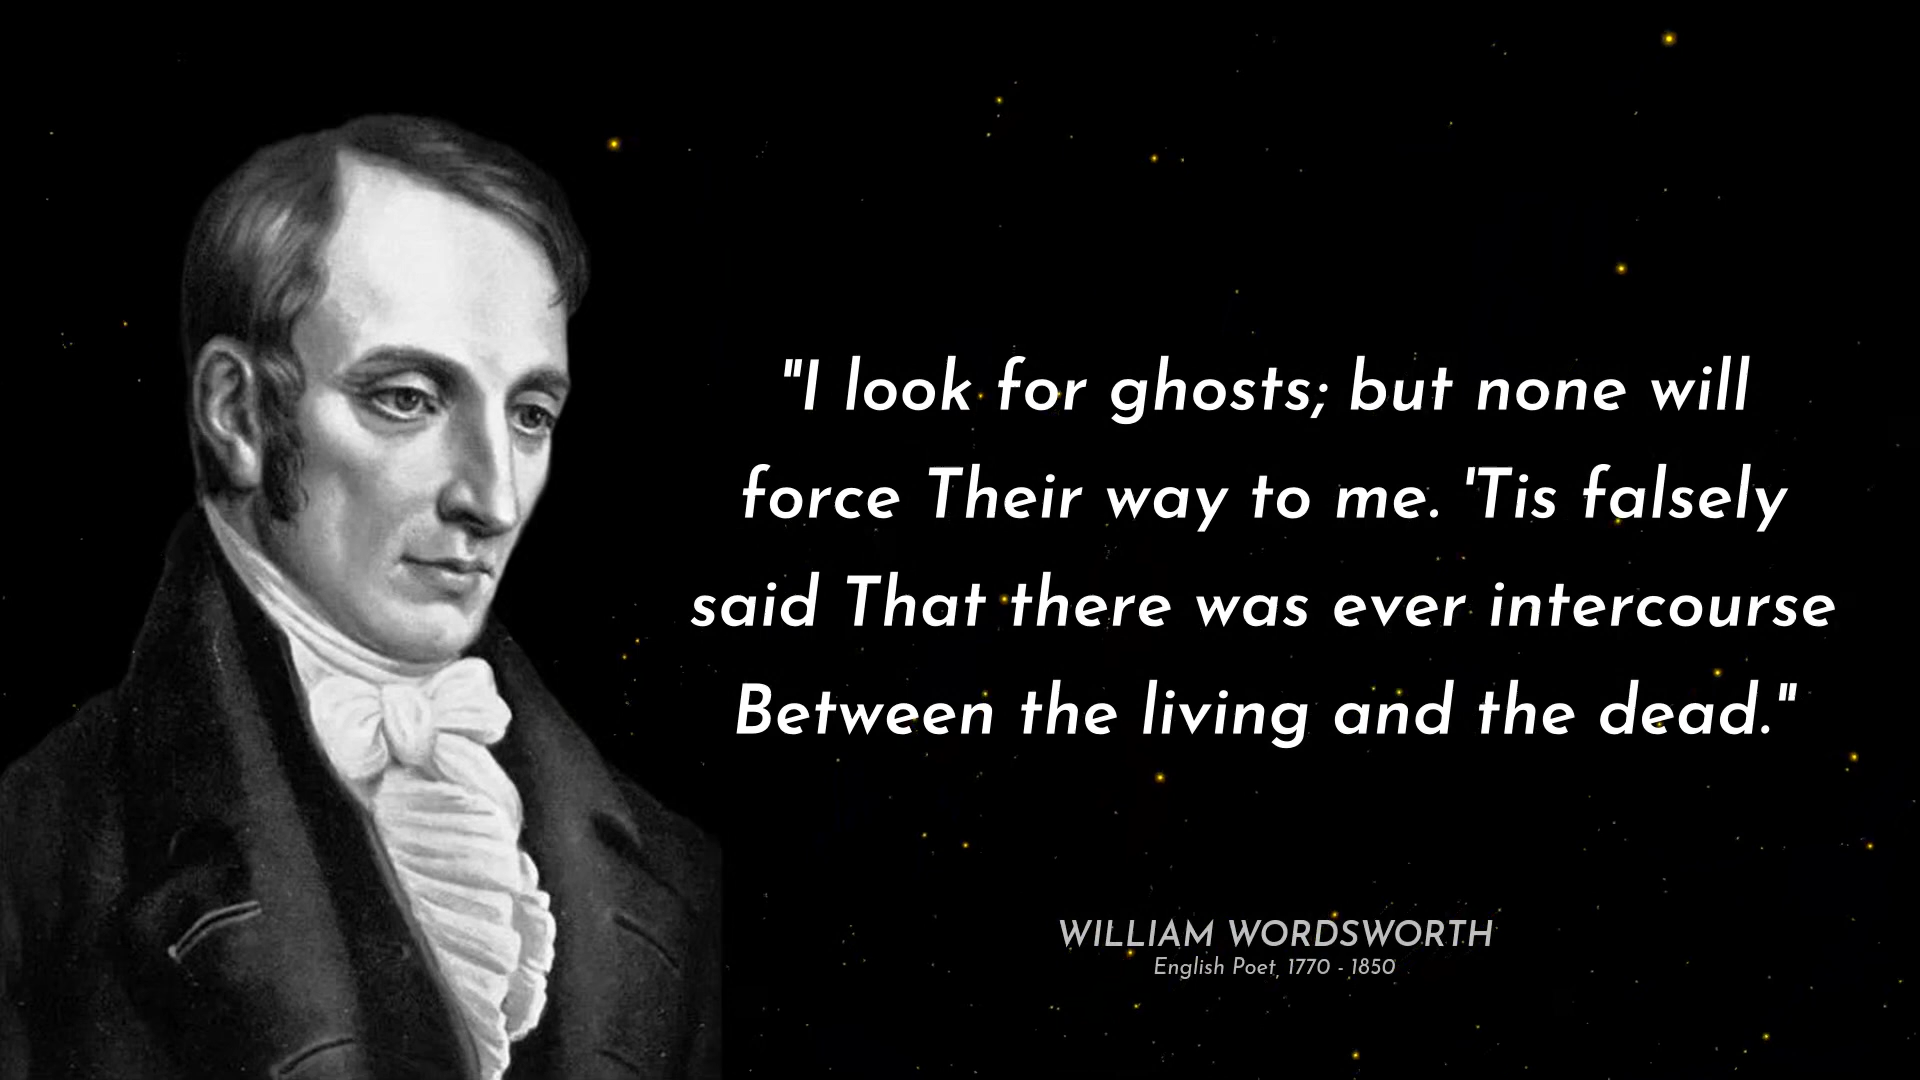 "I look for ghosts; but none will
force Their way to me. 'Tis falsely
said That there was ever intercourse
Between the living and the dead."
WILLIAM WORDSWORTH
English Poet, 1770 - 1850